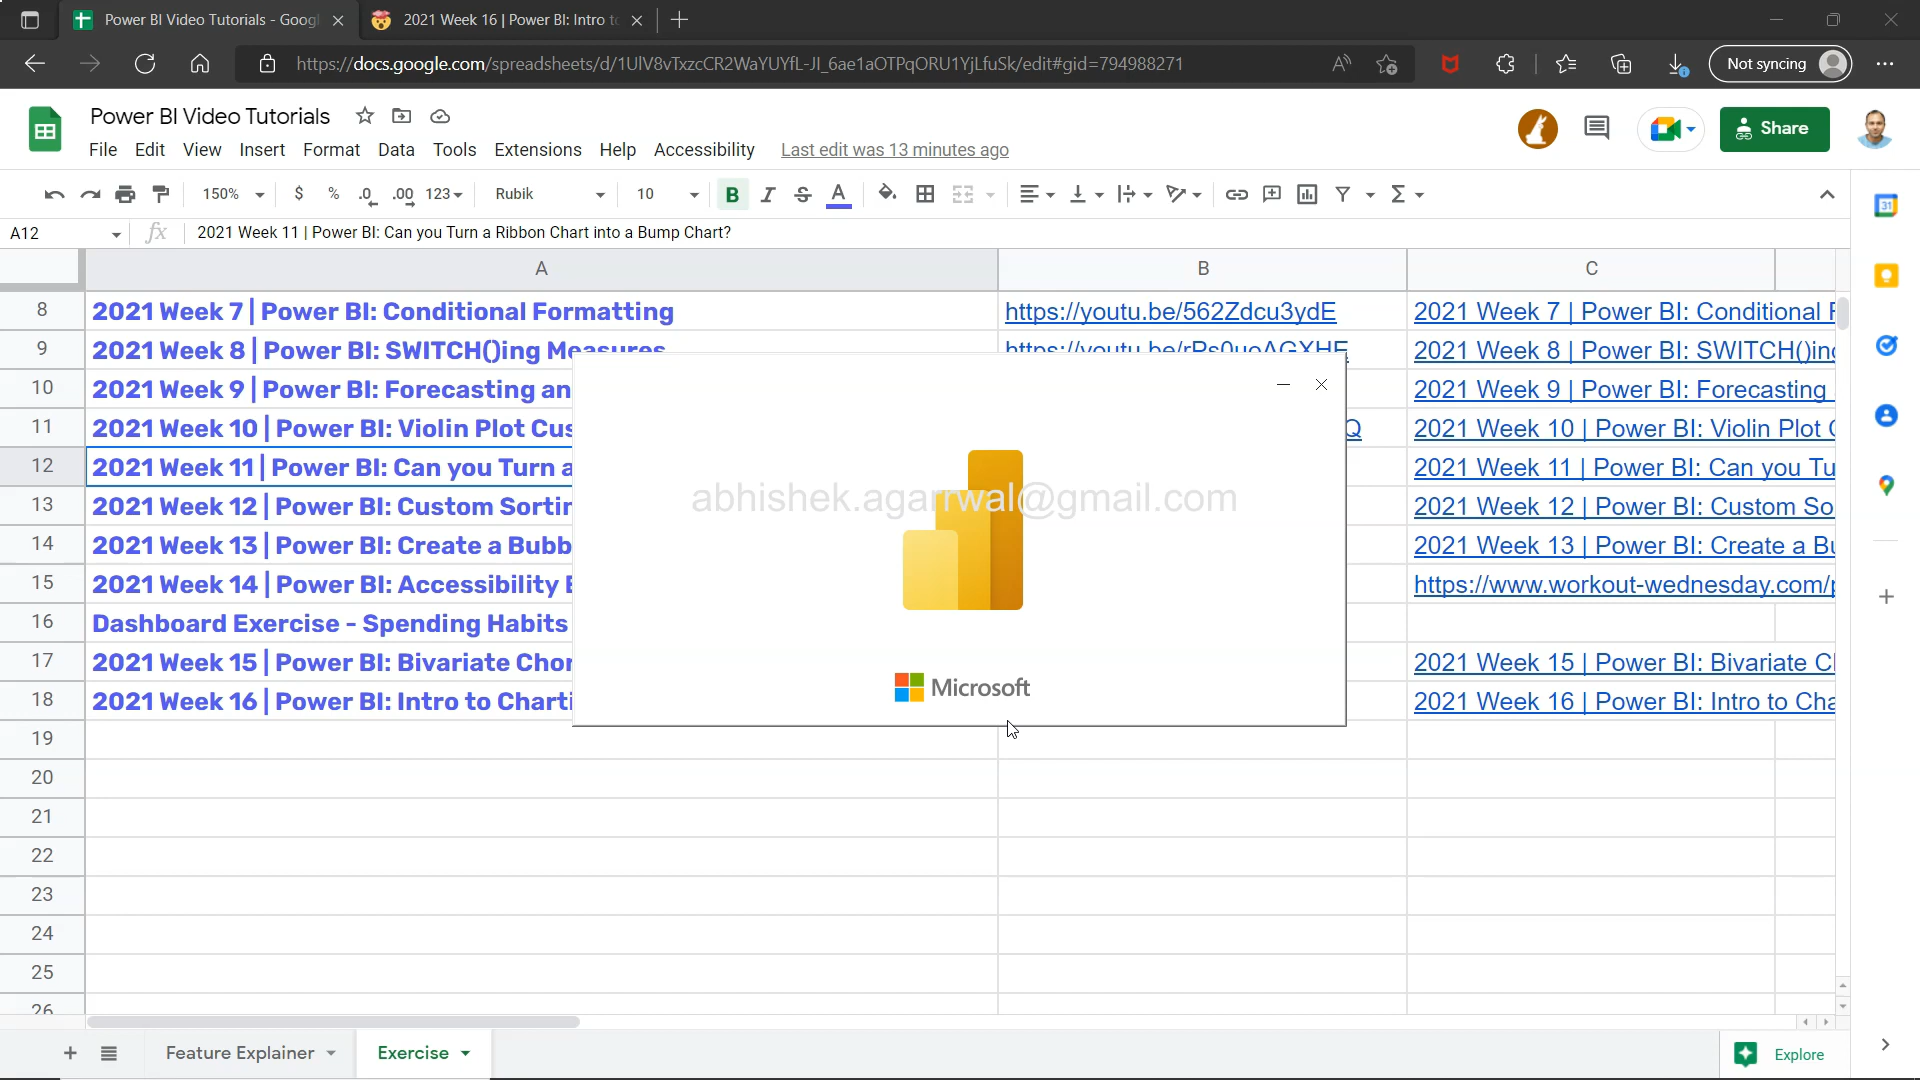 Power BI Video Tutorials - Goog
2021 Week 16 | Power BI: Intro to
https://docs.google.com/spreadsheets/d/1UlV8vTxzcCR2WaYUYfL-JI_6ae1aOTPqORU1YjLfuSk/edit#gid=794988271
Not syncing
Power BI Video Tutorials
Share
File Edit View Insert Format Data Tools Extensions Help Accessibility Last edit was 13 minutes ago
150% $ % .0 .00 123 Rubik 10 B I S A
A12 fx 2021 Week 11 | Power BI: Can you Turn a Ribbon Chart into a Bump Chart?
A B C
8 2021 Week 7 | Power BI: Conditional Formatting https://youtu.be/562Zdcu3ydE 2021 Week 7 | Power BI: Conditional F
9 2021 Week 8 | Power BI: SWITCH()ing Measures https://youtu.be/rPs0uoAGXHE 2021 Week 8 | Power BI: SWITCH()ing
10 2021 Week 9 | Power BI: Forecasting an 2021 Week 9 | Power BI: Forecasting
11 2021 Week 10 | Power BI: Violin Plot Cus Q 2021 Week 10 | Power BI: Violin Plot C
12 2021 Week 11 | Power BI: Can you Turn a 2021 Week 11 | Power BI: Can you Tu
abhishek.agarrwal@gmail.com
13 2021 Week 12 | Power BI: Custom Sortin 2021 Week 12 | Power BI: Custom So
14 2021 Week 13 | Power BI: Create a Bubb 2021 Week 13 | Power BI: Create a Bu
15 2021 Week 14 | Power BI: Accessibility E https://www.workout-wednesday.com/p
16 Dashboard Exercise - Spending Habits
17 2021 Week 15 | Power BI: Bivariate Chor 2021 Week 15 | Power BI: Bivariate Cl
Microsoft
18 2021 Week 16 | Power BI: Intro to Charti 2021 Week 16 | Power BI: Intro to Cha
19
20
21
22
23
24
25
26
Feature Explainer Exercise Explore